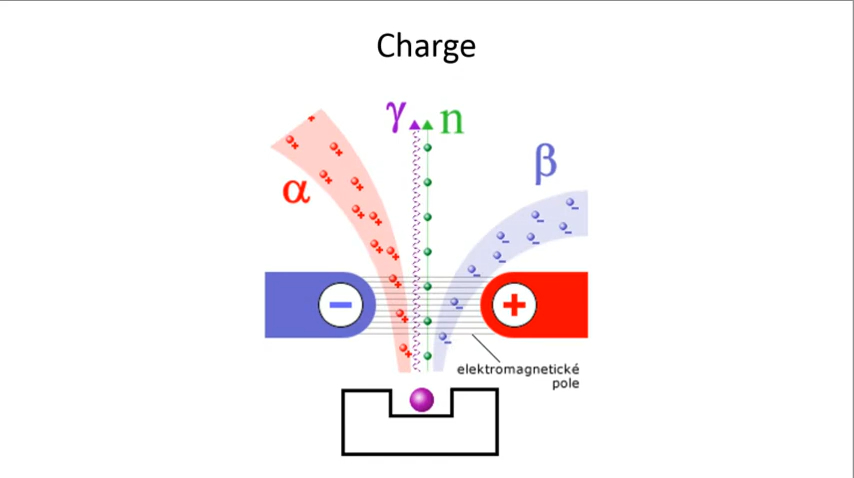 Charge
γ n
β
α
− +
elektromagnetické
pole